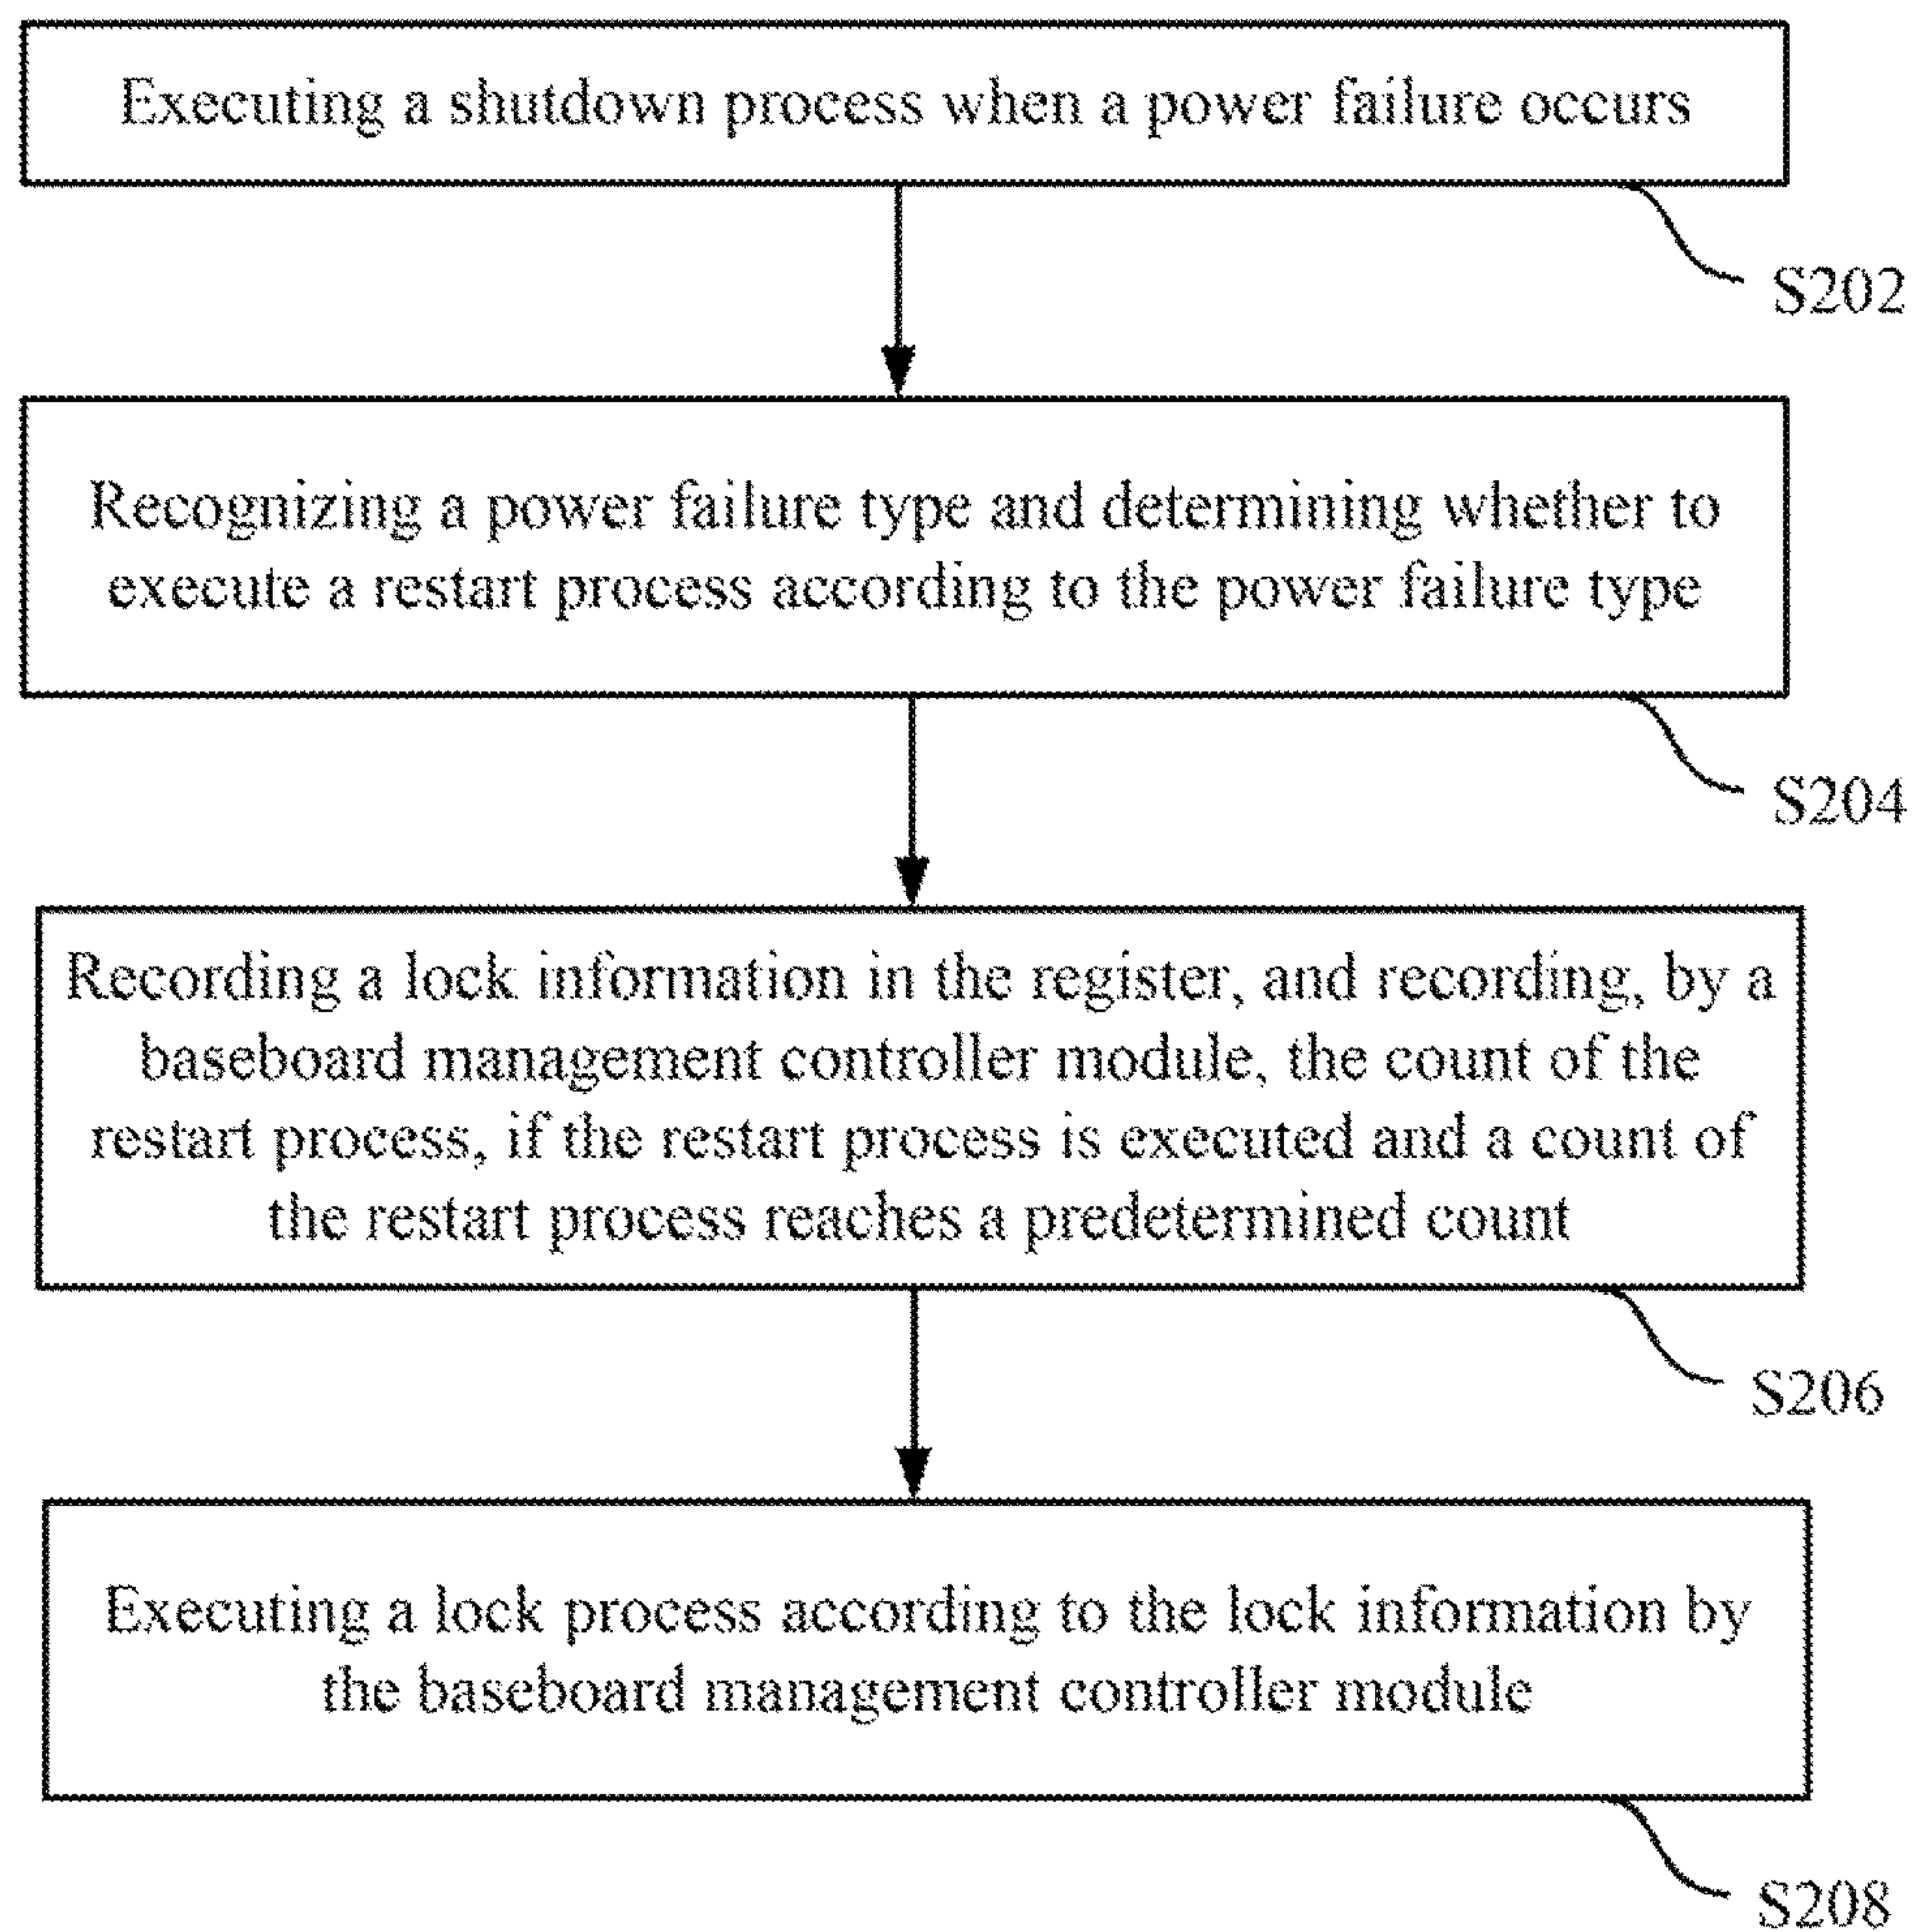 Executing a shutdown process when a power failure occurs
S202
Recognizing a power failure type and determining whether to
execute a restart process according to the power failure type
S204
Recording a lock information in the register, and recording, by a
baseboard management controller module, the count of the
restart process, if the restart process is executed and a count of
the restart process reaches a predetermined count
S206
Executing a lock process according to the lock information by
the baseboard management controller module
S208